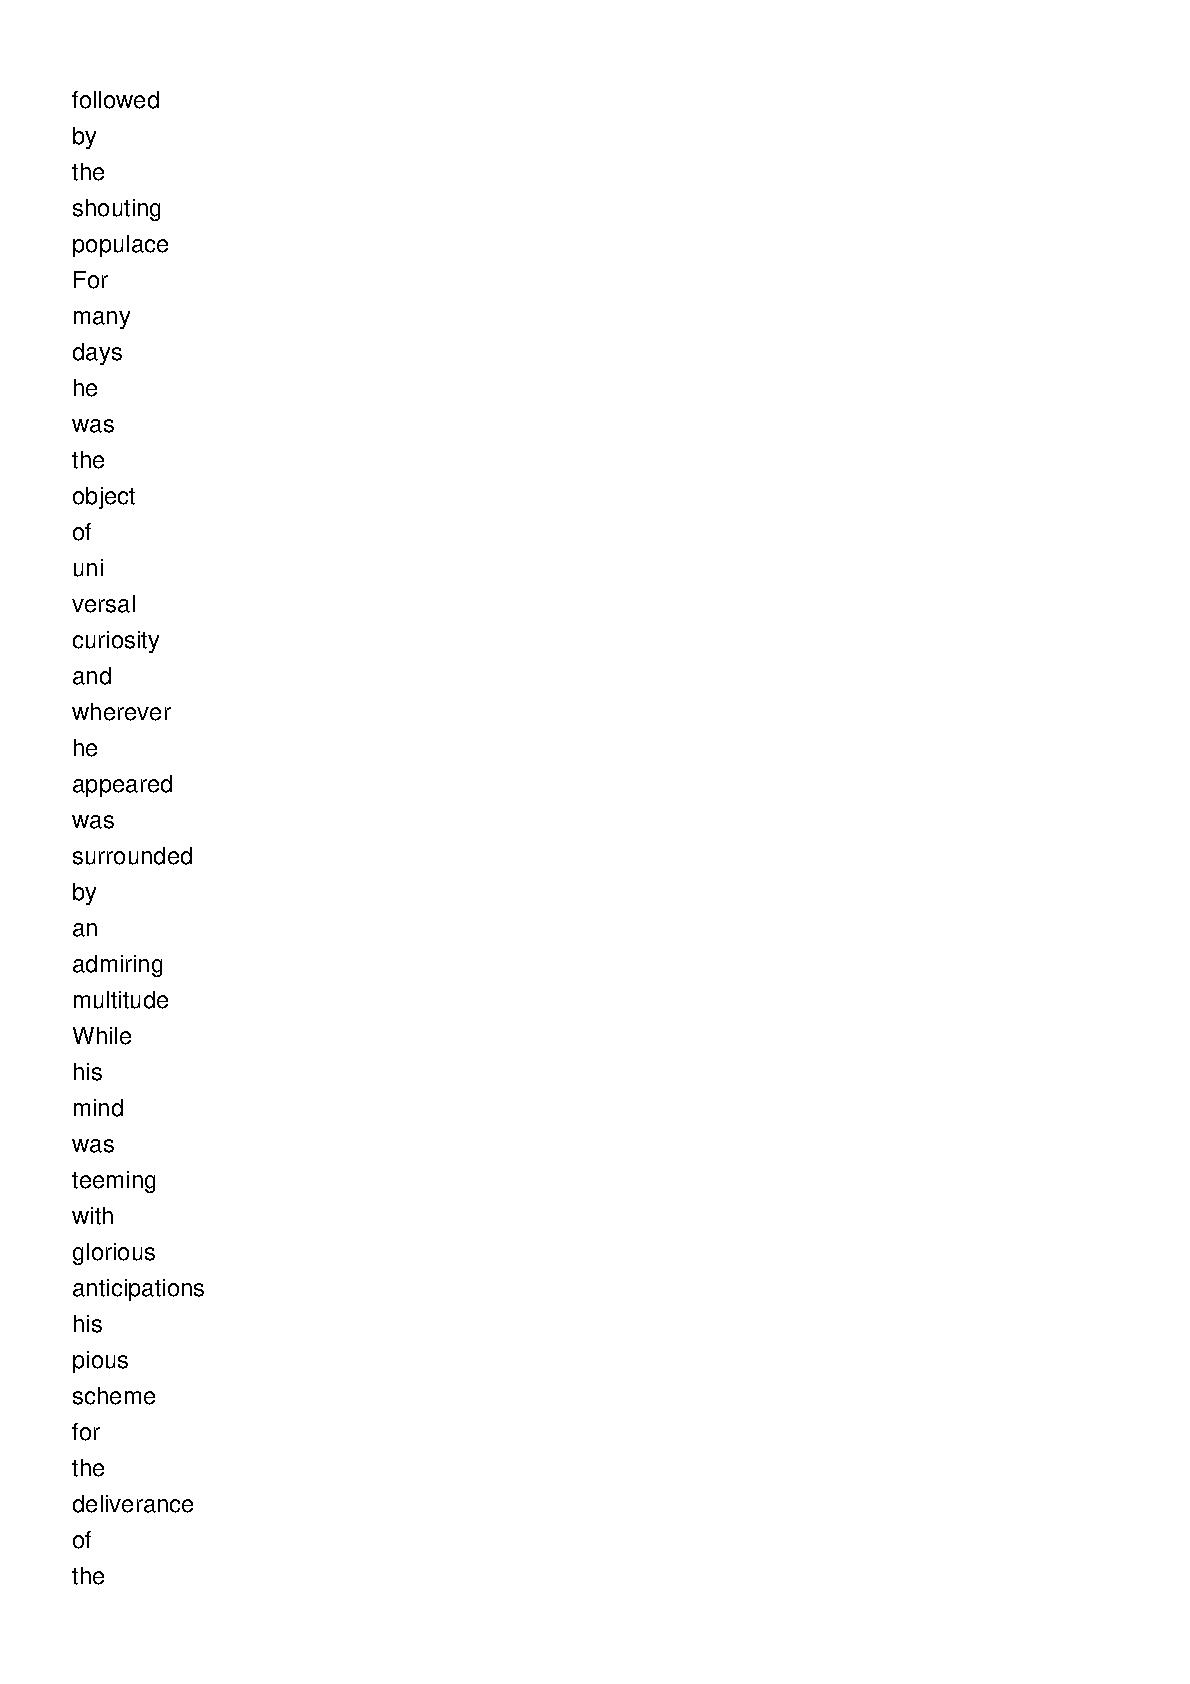 followed
by
the
shouting
populace
For
many
days
he
was
the
object
of
uni
versal
curiosity
and
wherever
he
appeared
was
surrounded
by
an
admiring
multitude
While
his
mind
was
teeming
with
glorious
anticipations
his
pious
scheme
for
the
deliverance
of
the